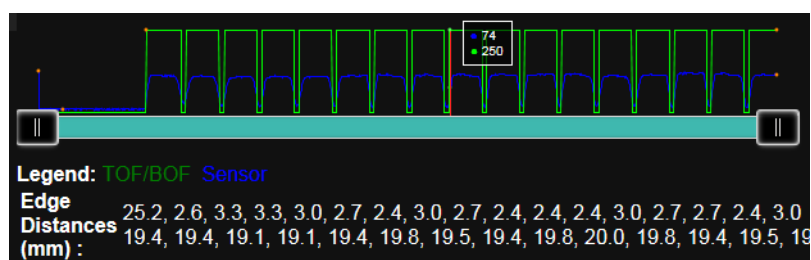 74
250
Legend: TOF/BOF Sensor
Edge Distances (mm) :
25.2, 2.6, 3.3, 3.3, 3.0, 2.7, 2.4, 3.0, 2.7, 2.4, 2.4, 2.4, 3.0, 2.7, 2.7, 2.4, 3.0
19.4, 19.4, 19.1, 19.1, 19.4, 19.8, 19.5, 19.4, 19.8, 20.0, 19.8, 19.4, 19.5, 19